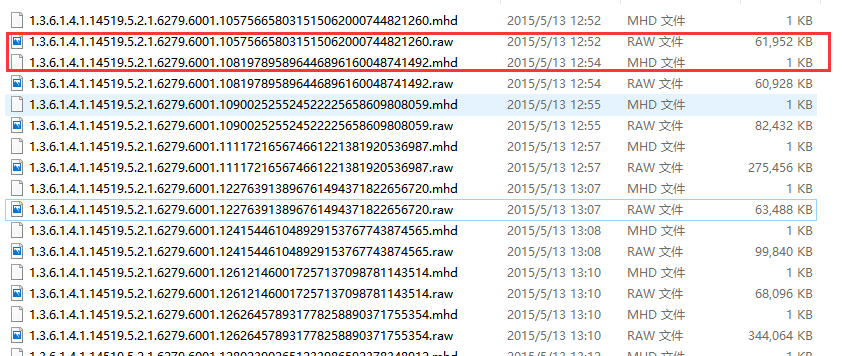 1.3.6.1.4.1.14519.5.2.1.6279.6001.105756658031515062000744821260.mhd 2015/5/13 12:52 MHD 文件 1 KB
1.3.6.1.4.1.14519.5.2.1.6279.6001.105756658031515062000744821260.raw 2015/5/13 12:52 RAW 文件 61,952 KB
1.3.6.1.4.1.14519.5.2.1.6279.6001.108197895896446896160048741492.mhd 2015/5/13 12:54 MHD 文件 1 KB
1.3.6.1.4.1.14519.5.2.1.6279.6001.108197895896446896160048741492.raw 2015/5/13 12:54 RAW 文件 60,928 KB
1.3.6.1.4.1.14519.5.2.1.6279.6001.109002525524522225658609808059.mhd 2015/5/13 12:55 MHD 文件 1 KB
1.3.6.1.4.1.14519.5.2.1.6279.6001.109002525524522225658609808059.raw 2015/5/13 12:55 RAW 文件 82,432 KB
1.3.6.1.4.1.14519.5.2.1.6279.6001.111172165674661221381920536987.mhd 2015/5/13 12:55 MHD 文件 1 KB
1.3.6.1.4.1.14519.5.2.1.6279.6001.111172165674661221381920536987.raw 2015/5/13 12:55 RAW 文件 275,456 KB
1.3.6.1.4.1.14519.5.2.1.6279.6001.122763913896761494371822656720.mhd 2015/5/13 13:07 MHD 文件 1 KB
1.3.6.1.4.1.14519.5.2.1.6279.6001.122763913896761494371822656720.raw 2015/5/13 13:07 RAW 文件 63,488 KB
1.3.6.1.4.1.14519.5.2.1.6279.6001.124154461048929153767743874565.mhd 2015/5/13 13:08 MHD 文件 1 KB
1.3.6.1.4.1.14519.5.2.1.6279.6001.124154461048929153767743874565.raw 2015/5/13 13:08 RAW 文件 99,840 KB
1.3.6.1.4.1.14519.5.2.1.6279.6001.126121460017257137098781143514.mhd 2015/5/13 13:10 MHD 文件 1 KB
1.3.6.1.4.1.14519.5.2.1.6279.6001.126121460017257137098781143514.raw 2015/5/13 13:10 RAW 文件 68,096 KB
1.3.6.1.4.1.14519.5.2.1.6279.6001.126264578931778258890371755354.mhd 2015/5/13 13:10 MHD 文件 1 KB
1.3.6.1.4.1.14519.5.2.1.6279.6001.126264578931778258890371755354.raw 2015/5/13 13:10 RAW 文件 344,064 KB